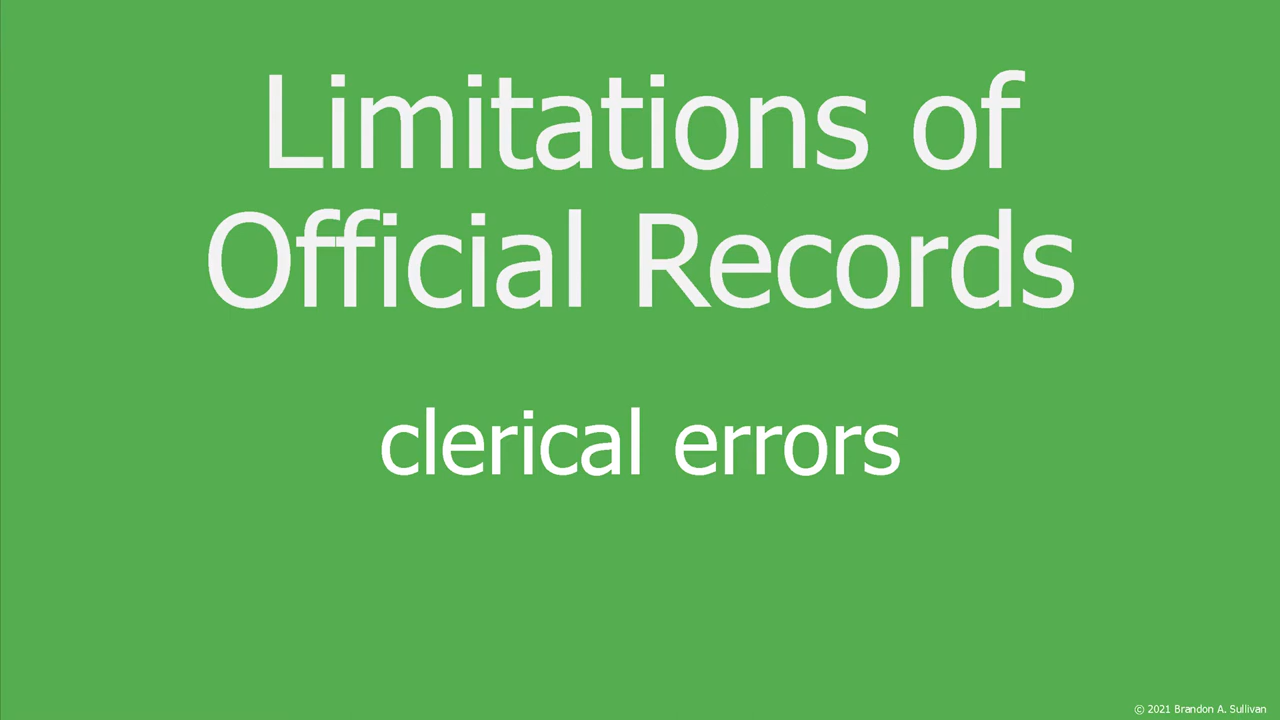 Limitations of
Official Records
clerical errors
© 2021 Brandon A. Sullivan